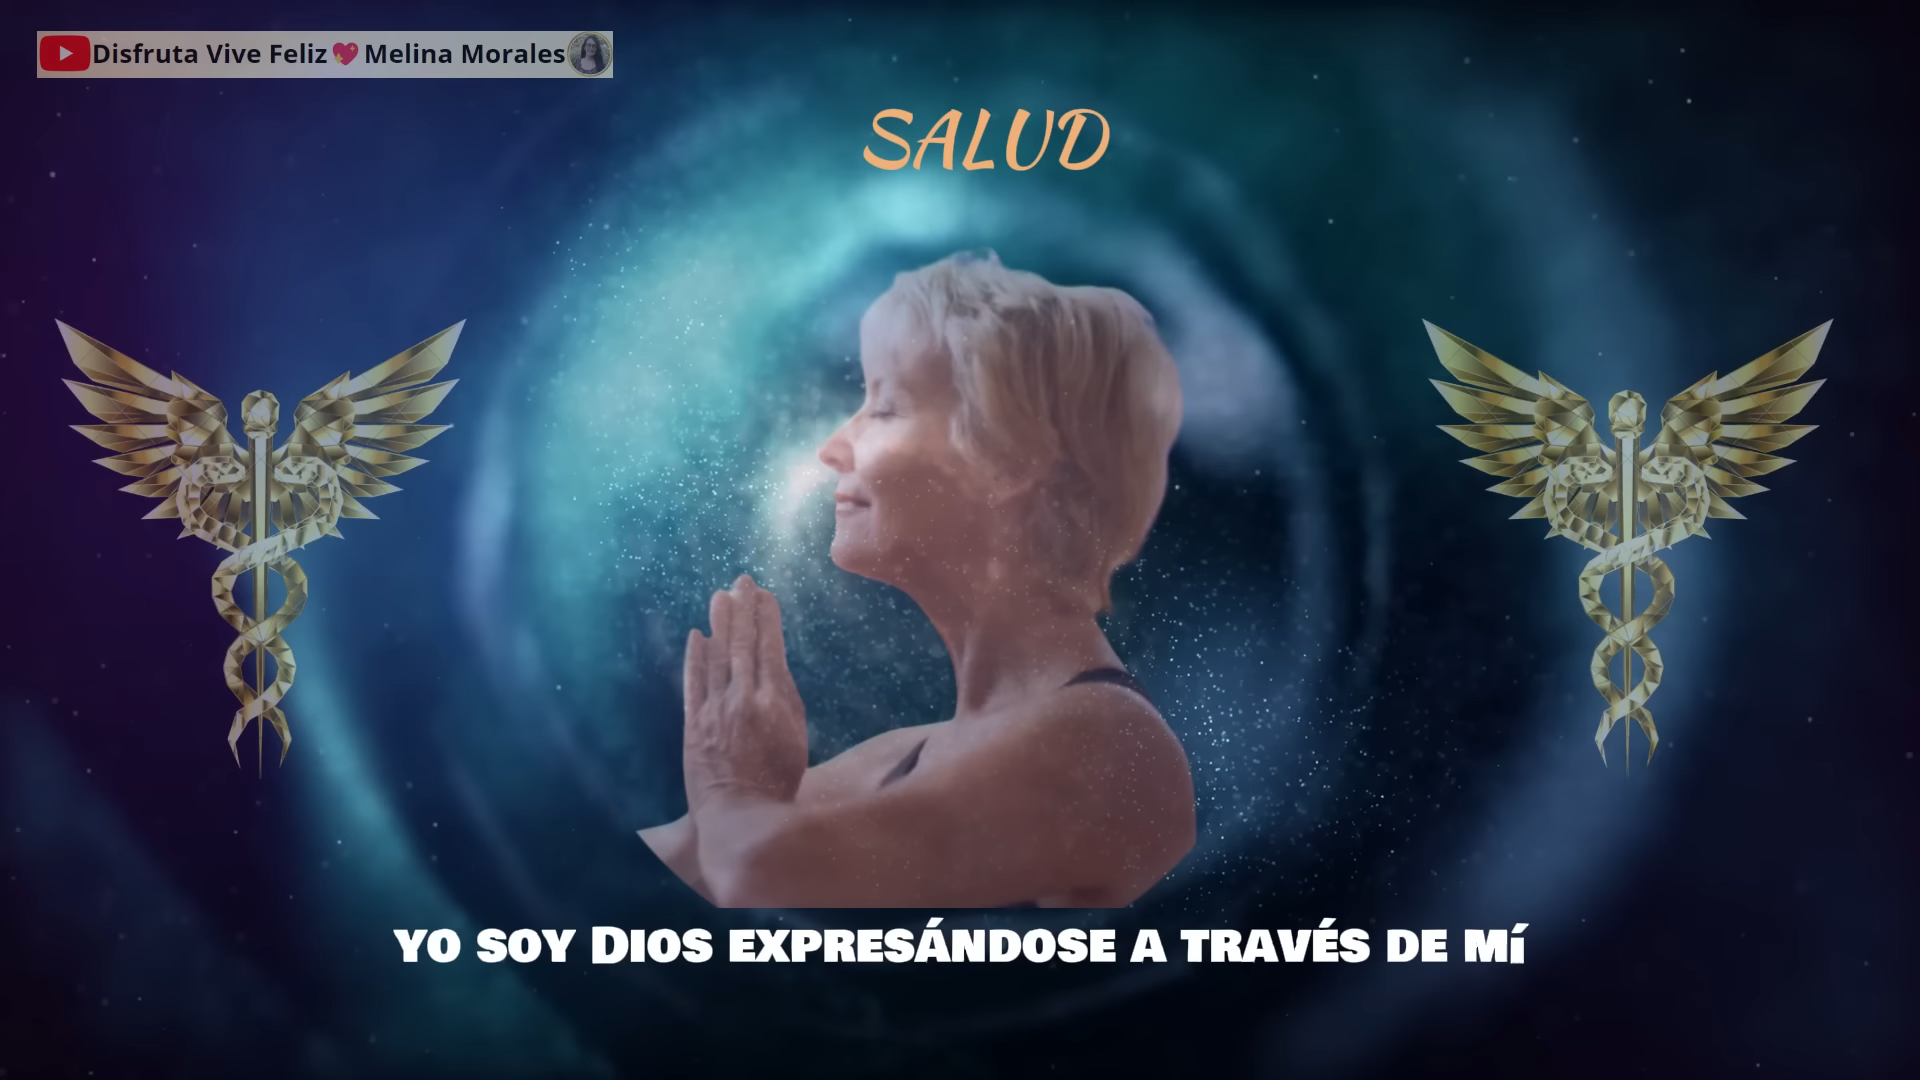 Disfruta Vive Feliz💖Melina Morales
SALUD
YO SOY DIOS EXPRESÁNDOSE A TRAVÉS DE MÍ